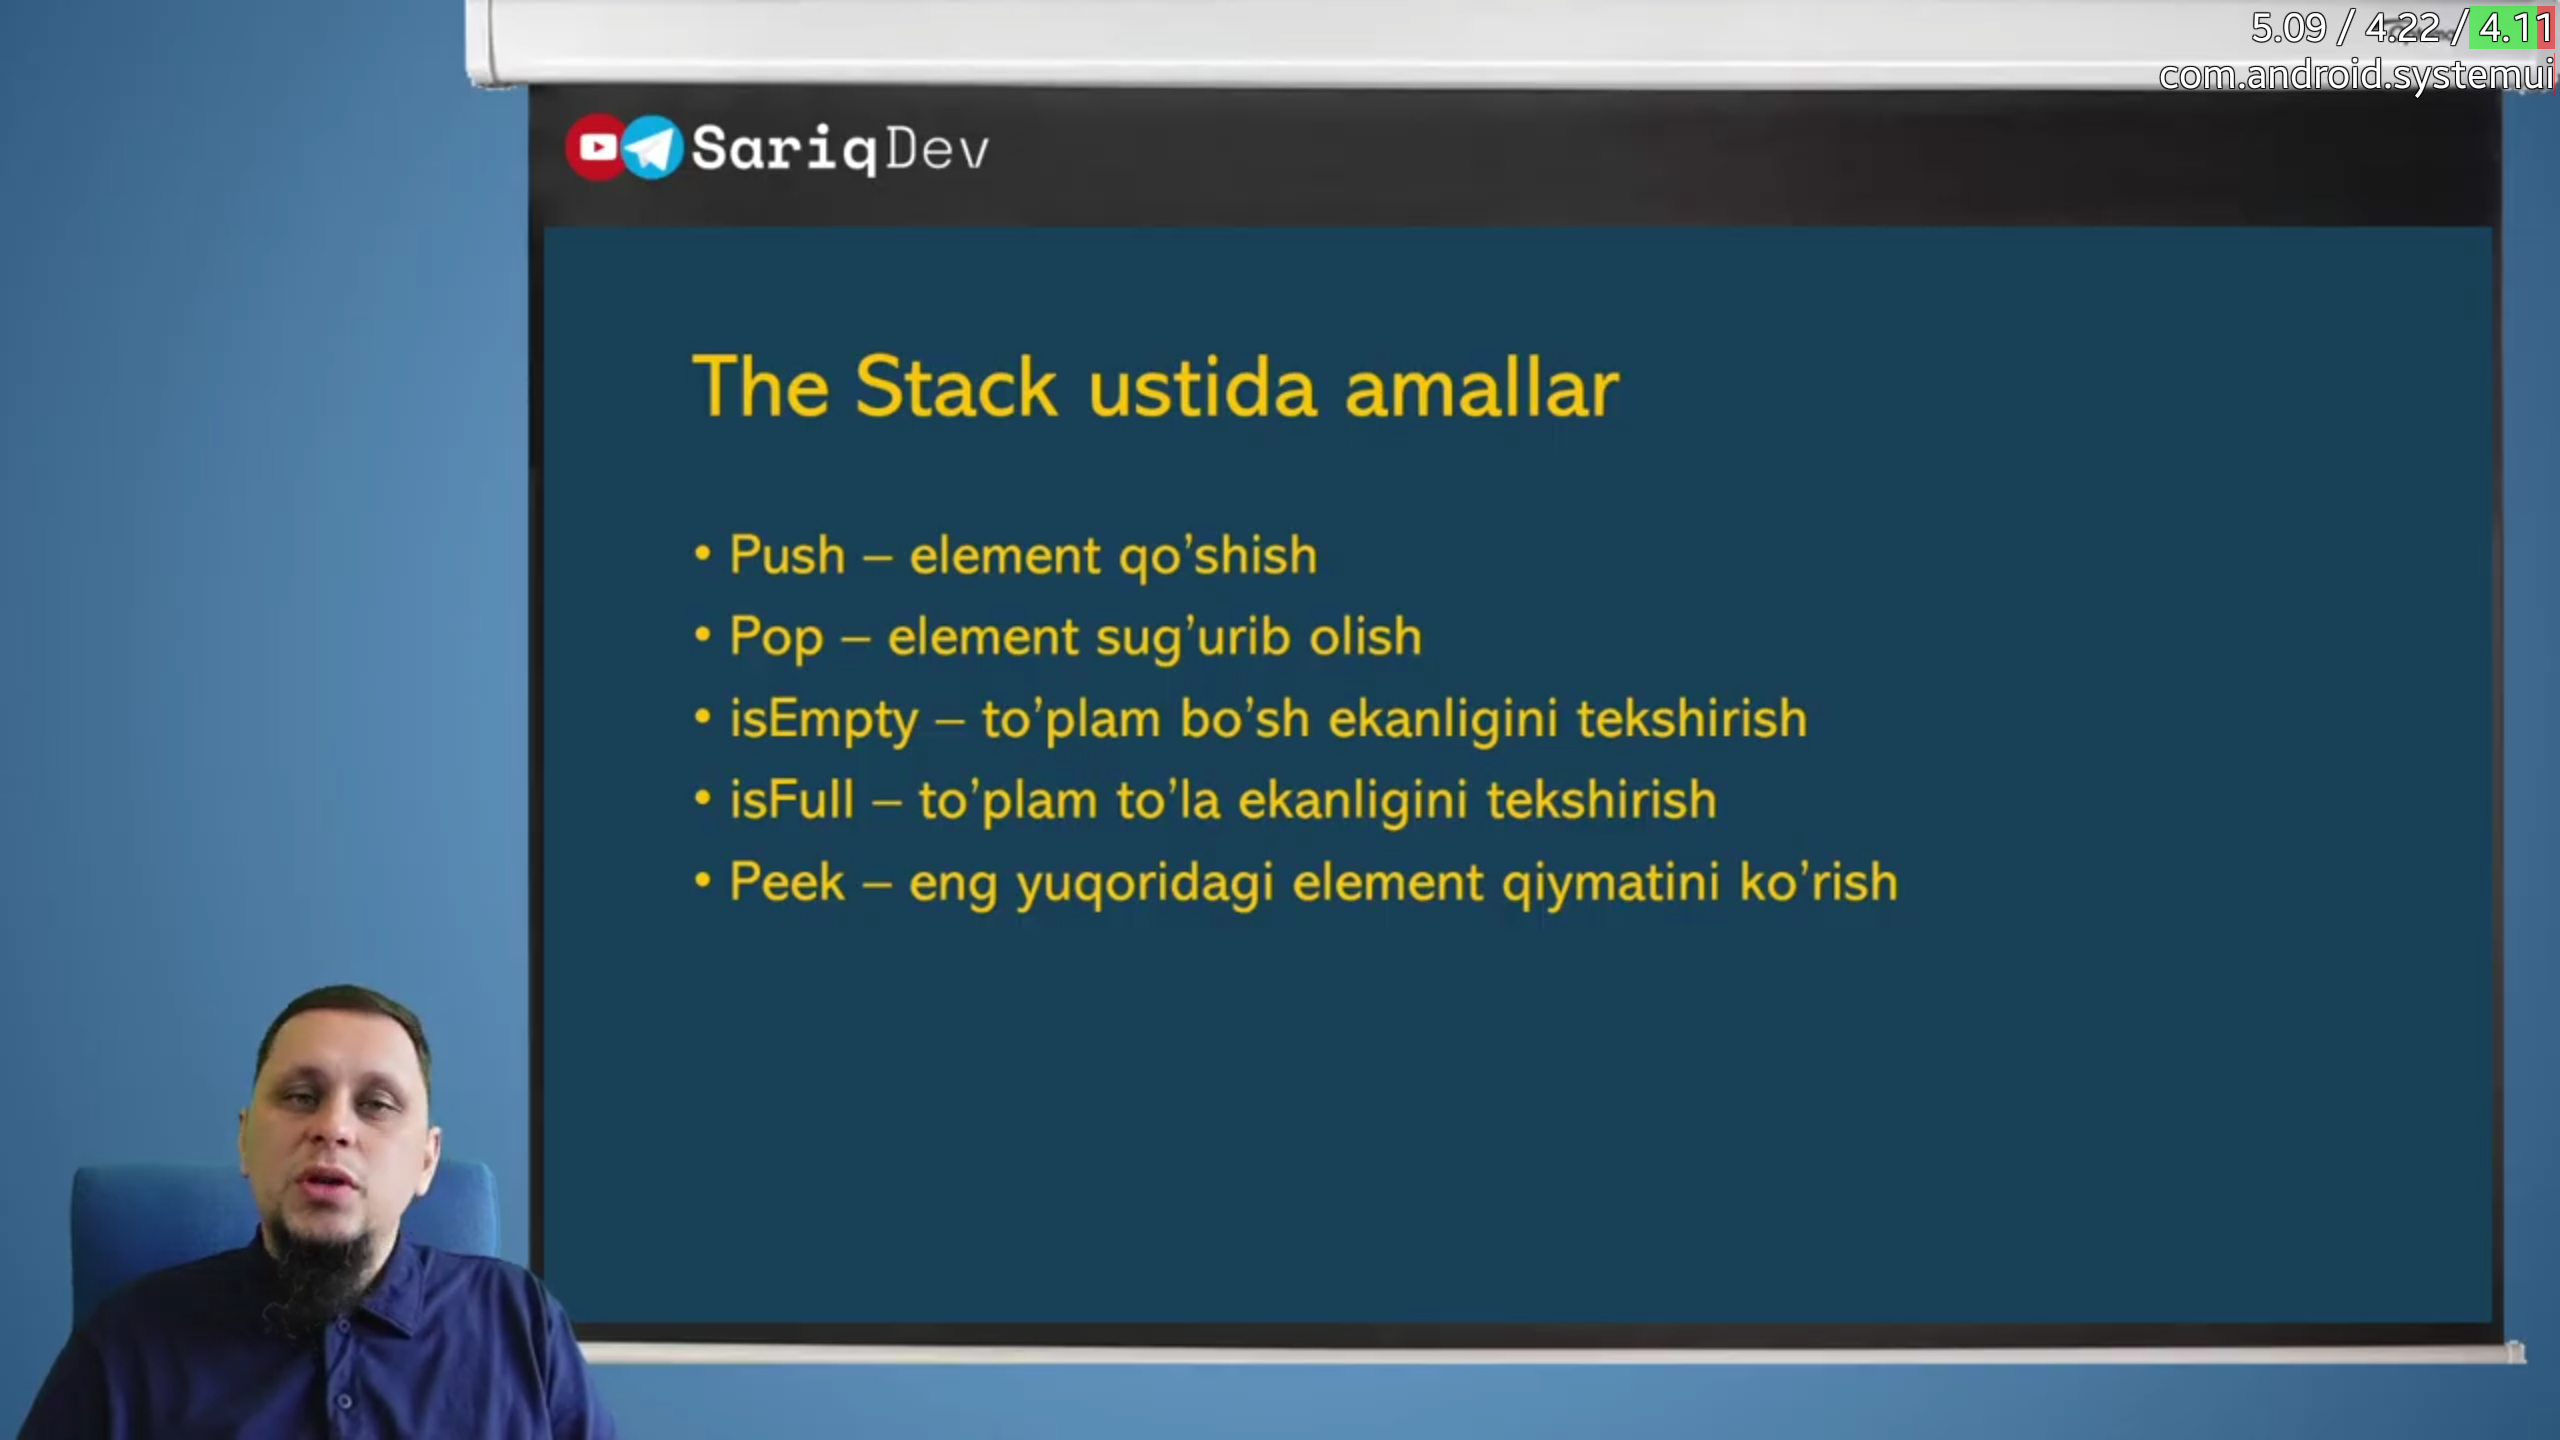 5.09 / 4.22 / 4.11
com.android.systemui
SariqDev
The Stack ustida amallar
• Push – element qo’shish
• Pop – element sug’urib olish
• isEmpty – to’plam bo’sh ekanligini tekshirish
• isFull – to’plam to’la ekanligini tekshirish
• Peek – eng yuqoridagi element qiymatini ko’rish